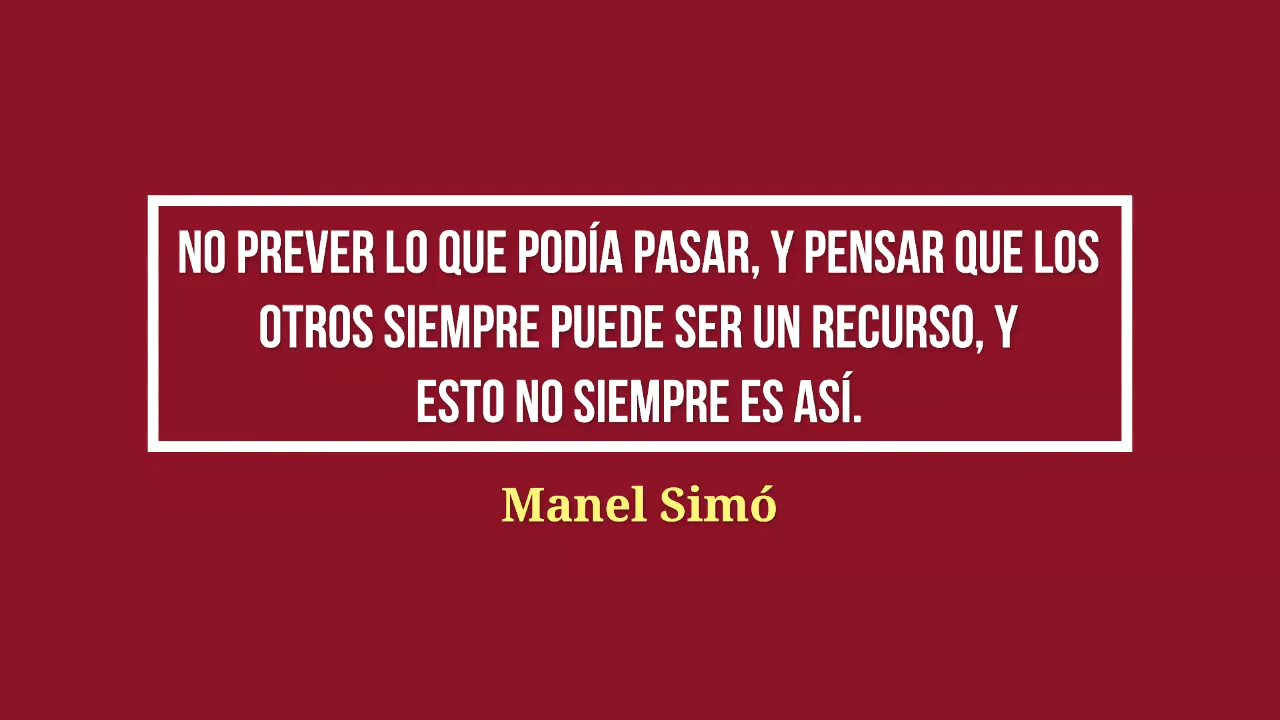 NO PREVER LO QUE PODÍA PASAR, Y PENSAR QUE LOS
OTROS SIEMPRE PUEDE SER UN RECURSO, Y
ESTO NO SIEMPRE ES ASÍ.
Manel Simó